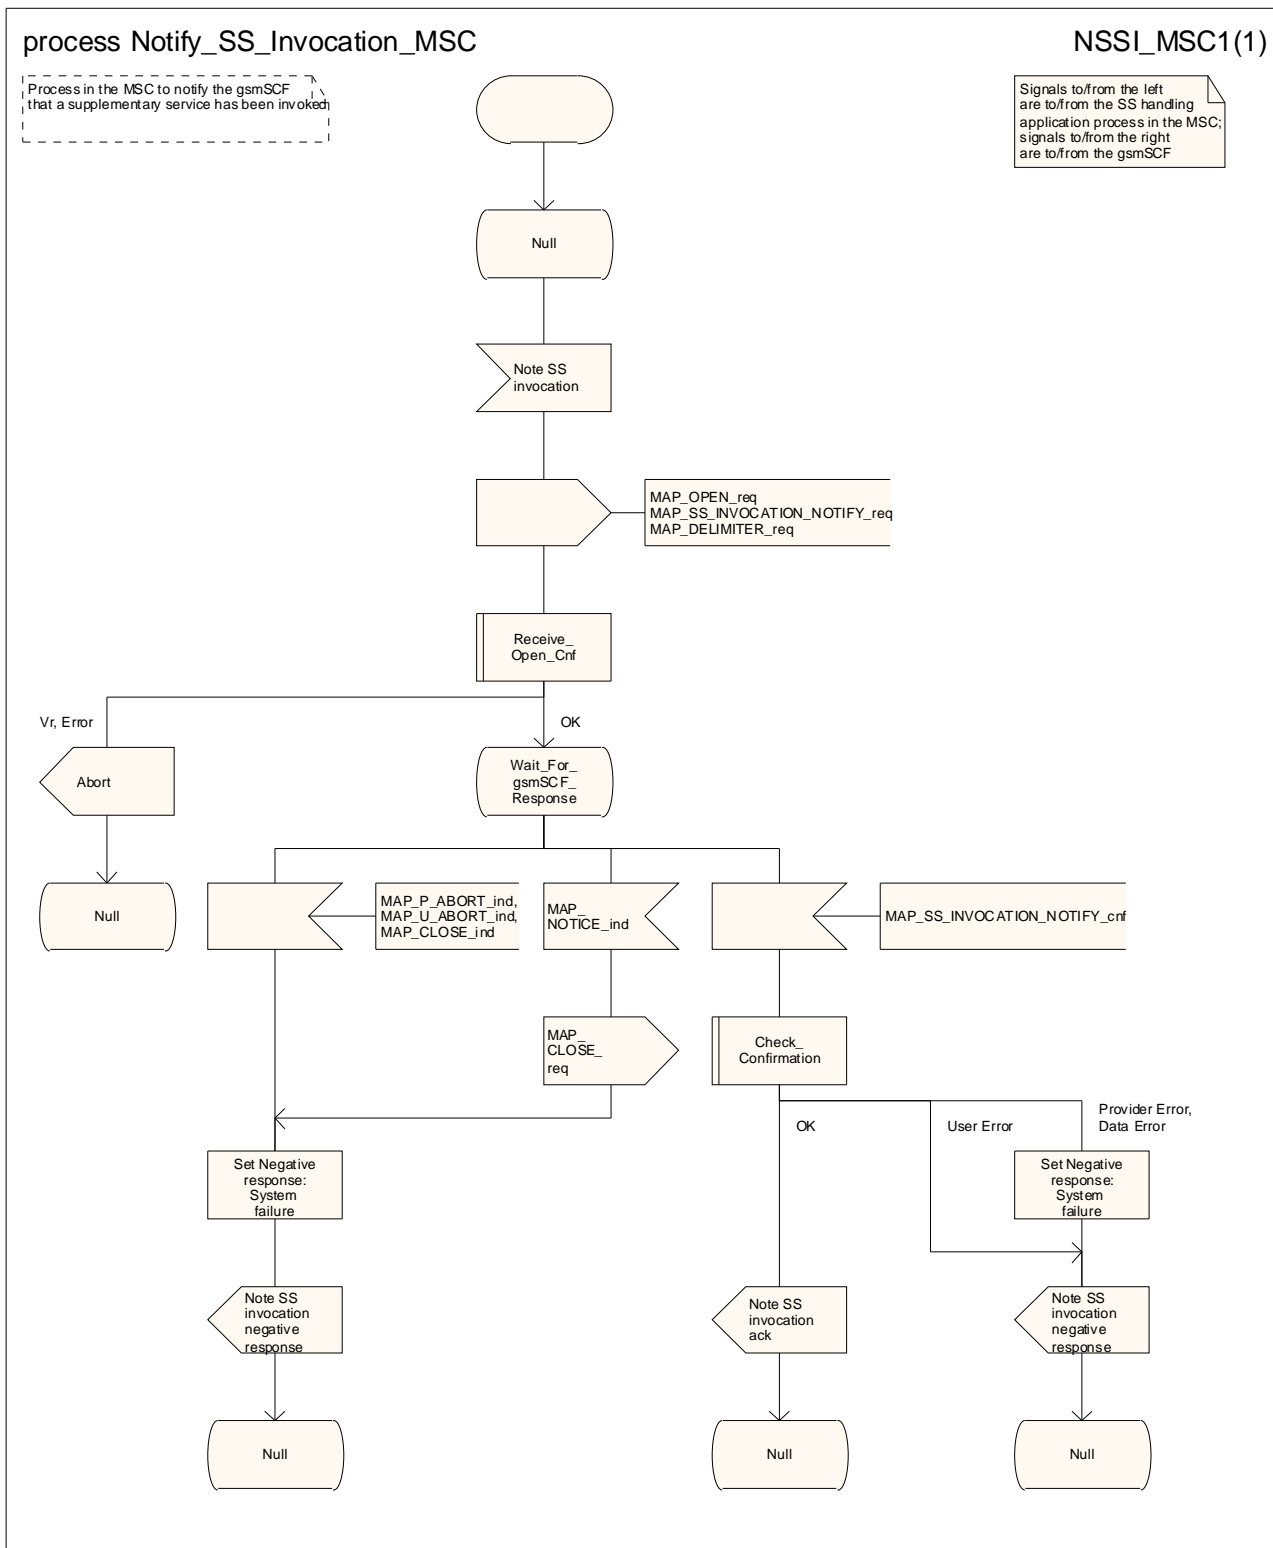 process Notify_SS_Invocation_MSC
NSSI_MSC1(1)
Process in the MSC to notify the gsmSCF
that a supplementary service has been invoked
Signals to/from the left
are to/from the SS handling
application process in the MSC;
signals to/from the right
are to/from the gsmSCF
Null
Note SS
invocation
MAP_OPEN_req
MAP_SS_INVOCATION_NOTIFY_req
MAP_DELIMITER_req
Receive_
Open_Cnf
Vr, Error
OK
Abort
Wait_For_
gsmSCF_
Response
Null
MAP_P_ABORT_ind,
MAP_U_ABORT_ind,
MAP_CLOSE_ind
MAP_
NOTICE_ind
MAP_SS_INVOCATION_NOTIFY_cnf
MAP_
CLOSE_
req
Check_
Confirmation
OK
User Error
Provider Error,
Data Error
Set Negative
response:
System
failure
Set Negative
response:
System
failure
Note SS
invocation
negative
response
Note SS
invocation
ack
Note SS
invocation
negative
response
Null
Null
Null